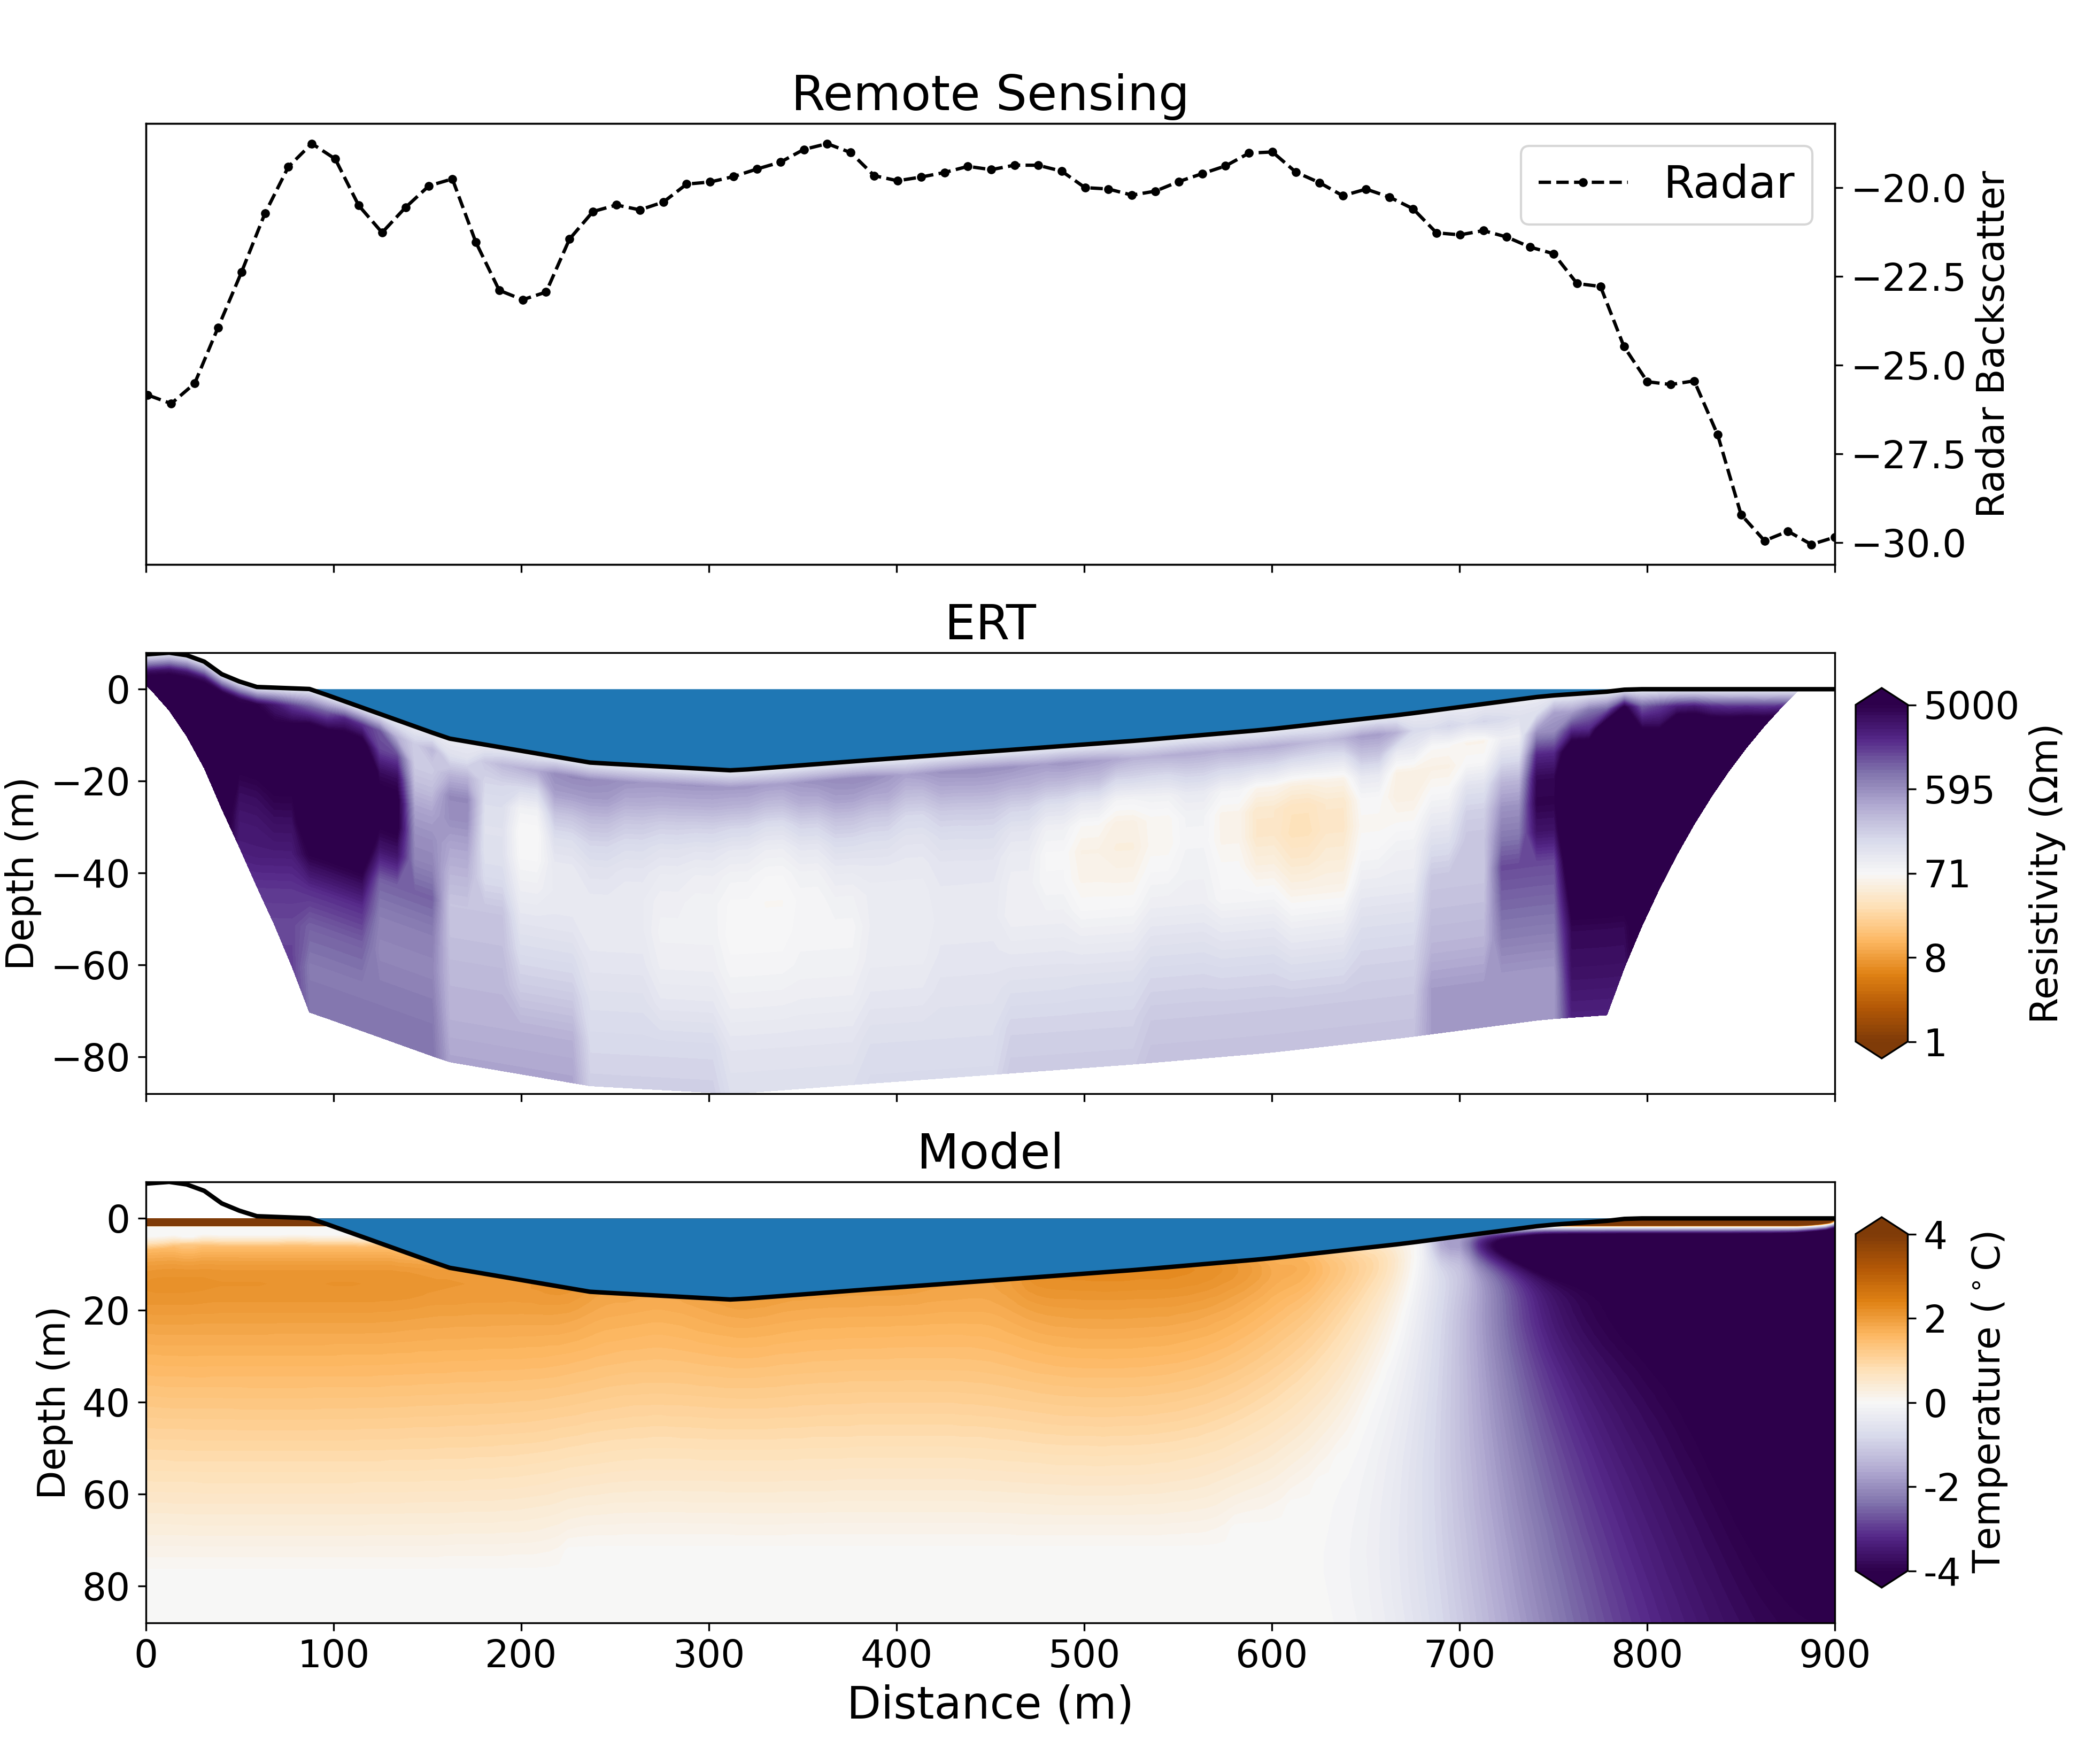 Remote Sensing
Radar
−20.0
−22.5
−25.0
−27.5
−30.0
Radar Backscatter
ERT
0
−20
−40
−60
−80
Depth (m)
5000
595
71
8
1
Resistivity (Ωm)
Model
0
20
40
60
80
Depth (m)
4
2
0
-2
-4
Temperature (°C)
0 100 200 300 400 500 600 700 800 900
Distance (m)